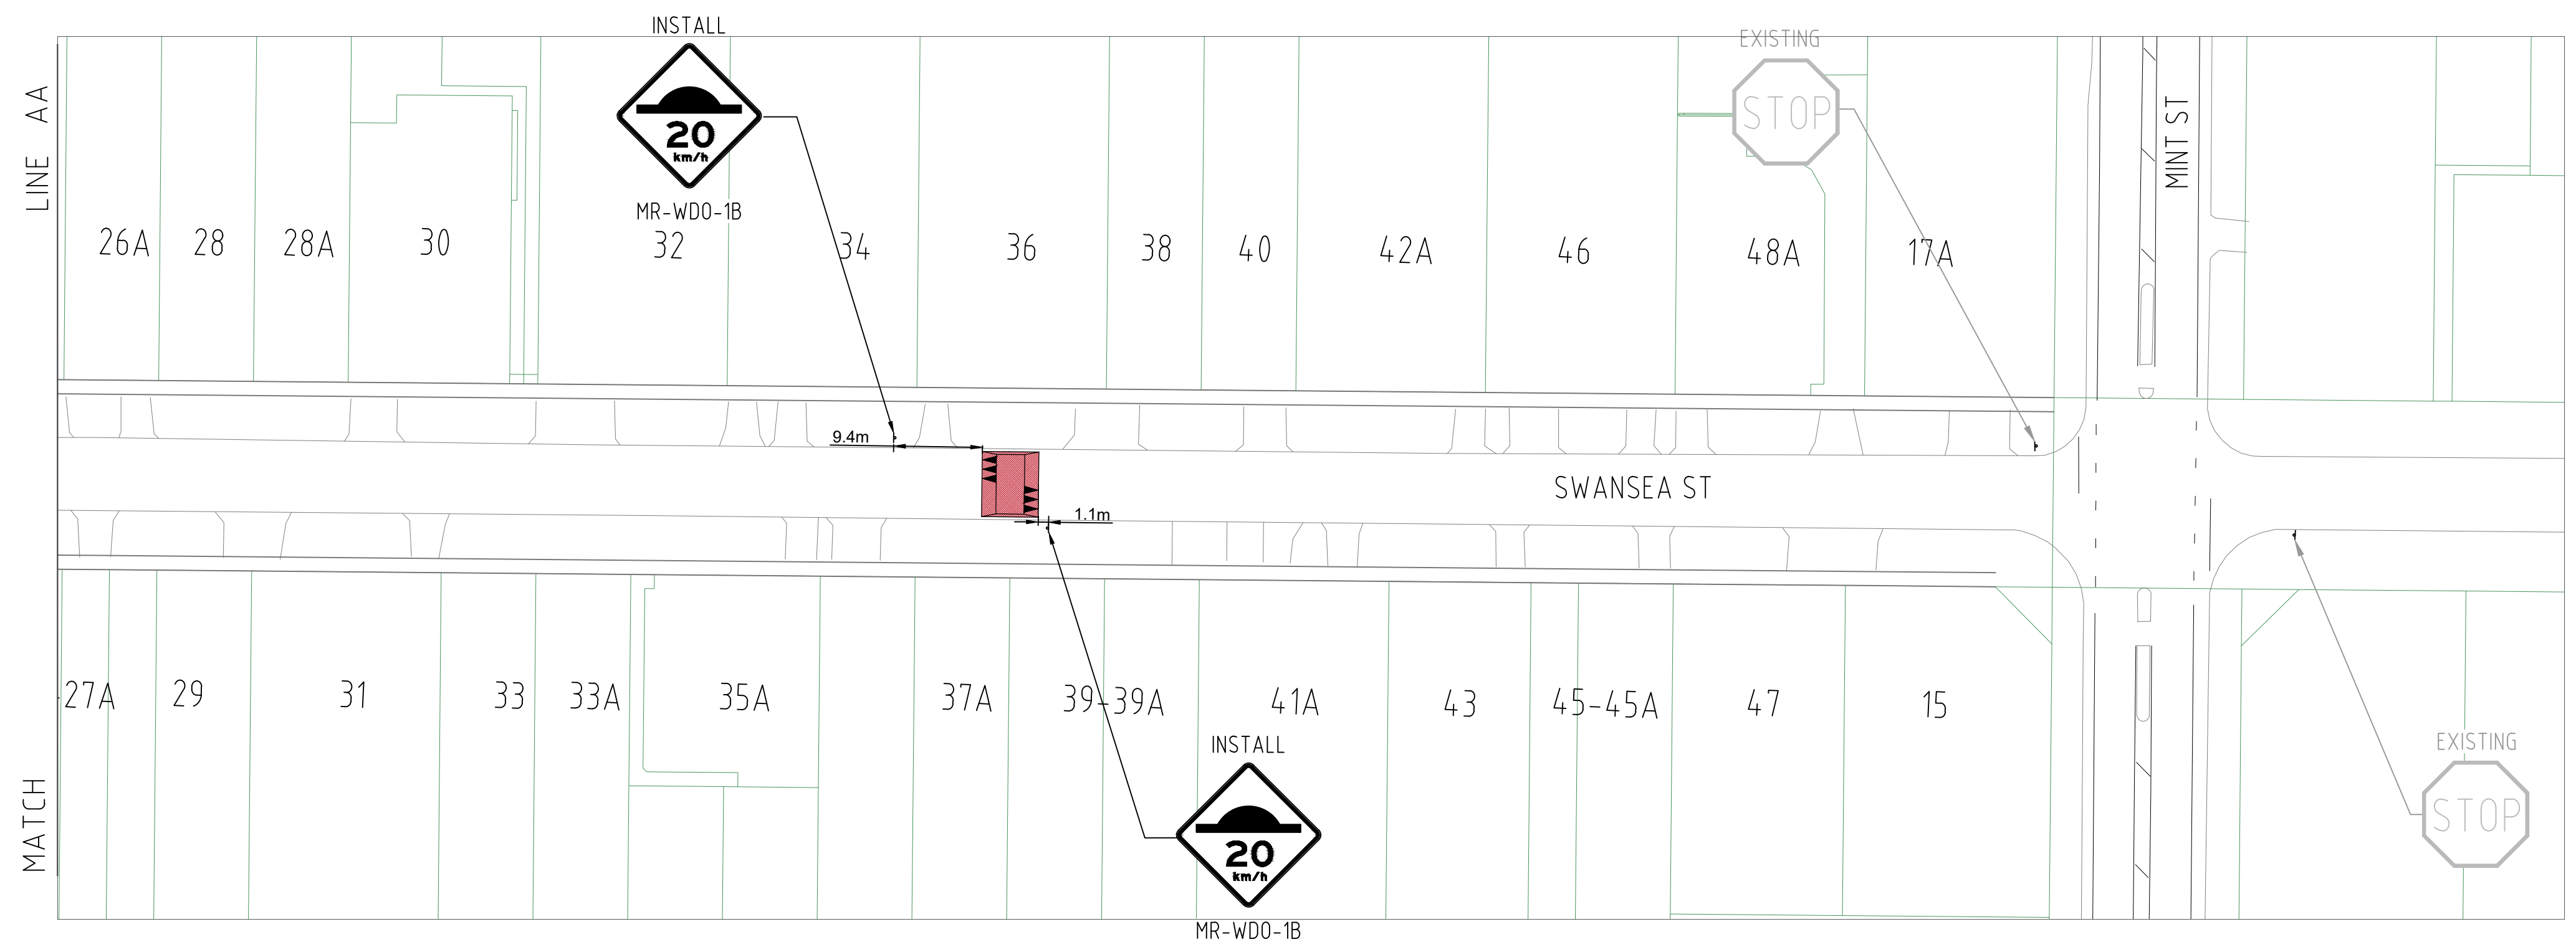 INSTALL
20
km/h
MR-WDO-1B
EXISTING
STOP
MINT ST
LINE AA
26A
28
28A
30
32
34
36
38
40
42A
46
48A
17A
9.4m
SWANSEA ST
1.1m
27A
29
31
33
33A
35A
37A
39-39A
41A
43
45-45A
47
15
MATCH
INSTALL
20
km/h
MR-WDO-1B
EXISTING
STOP